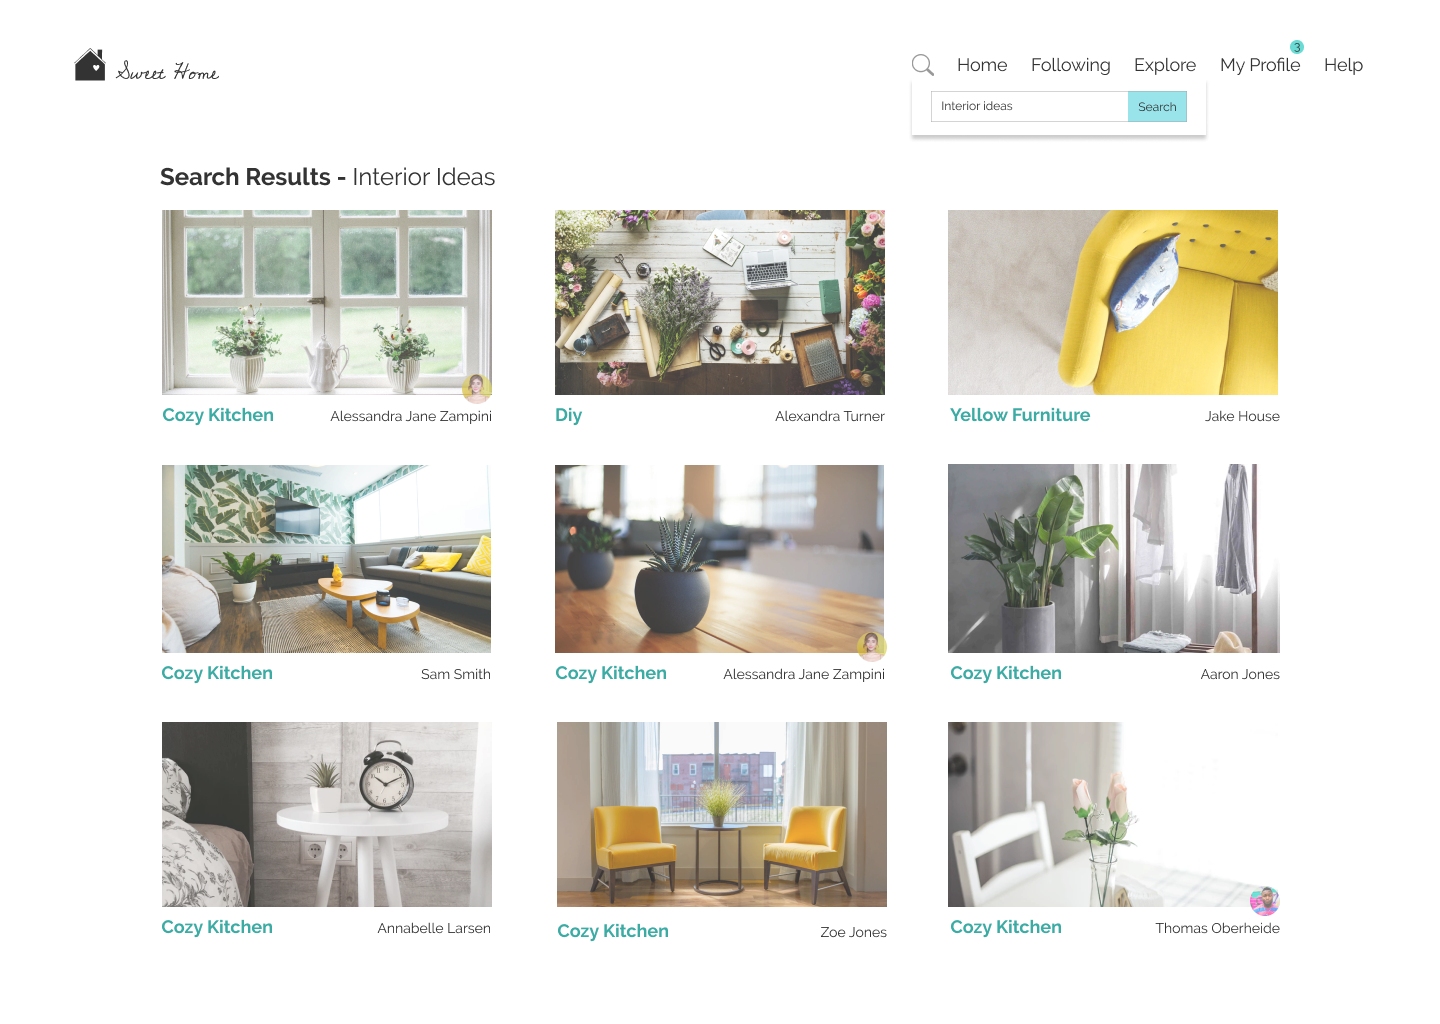 Sweet Home
Home Following Explore My Profile 3 Help
Interior ideas Search
Search Results - Interior Ideas
Cozy Kitchen Alessandra Jane Zampini
Diy Alexandra Turner
Yellow Furniture Jake House
Cozy Kitchen Sam Smith
Cozy Kitchen Alessandra Jane Zampini
Cozy Kitchen Aaron Jones
Cozy Kitchen Annabelle Larsen
Cozy Kitchen Zoe Jones
Cozy Kitchen Thomas Oberheide